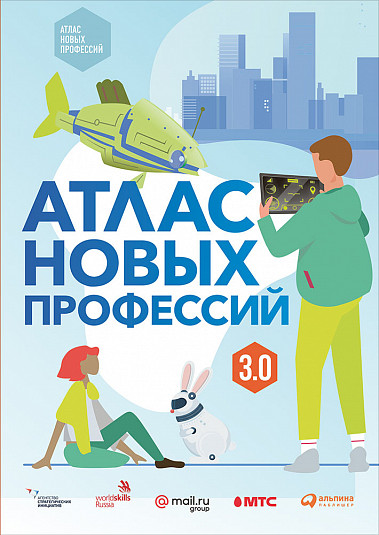 АТЛАС
НОВЫХ
ПРОФЕССИЙ
АТЛАС
НОВЫХ
ПРОФЕССИЙ
3.0
АГЕНТСТВО
СТРАТЕГИЧЕСКИХ
ИНИЦИАТИВ
worldskills
Russia
@mail.ru
group
МТС
АЛЬПИНА
ПАБЛИШЕР